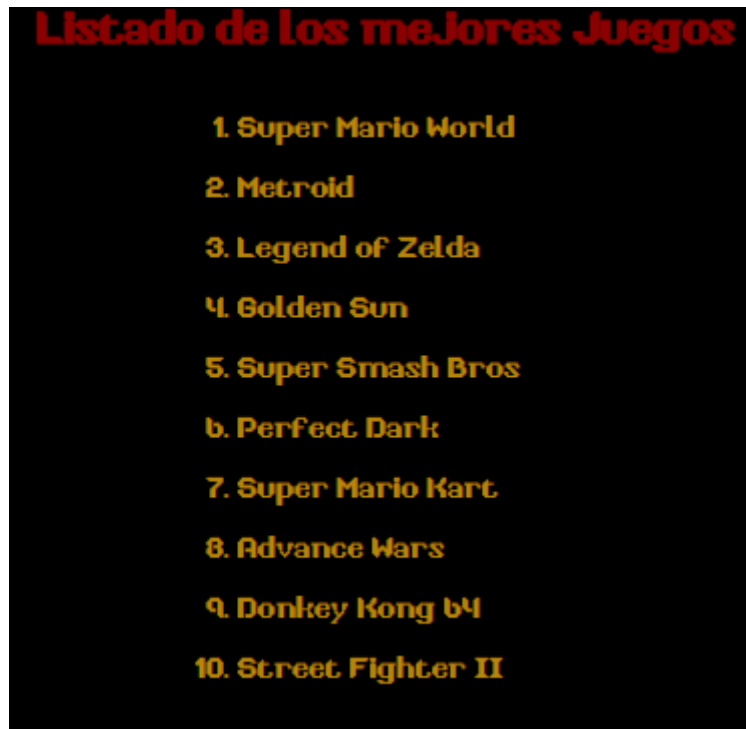 Listado de los mejores Juegos
1. Super Mario World
2. Metroid
3. Legend of Zelda
4. Golden Sun
5. Super Smash Bros
6. Perfect Dark
7. Super Mario Kart
8. Advance Wars
9. Donkey Kong 64
10. Street Fighter II